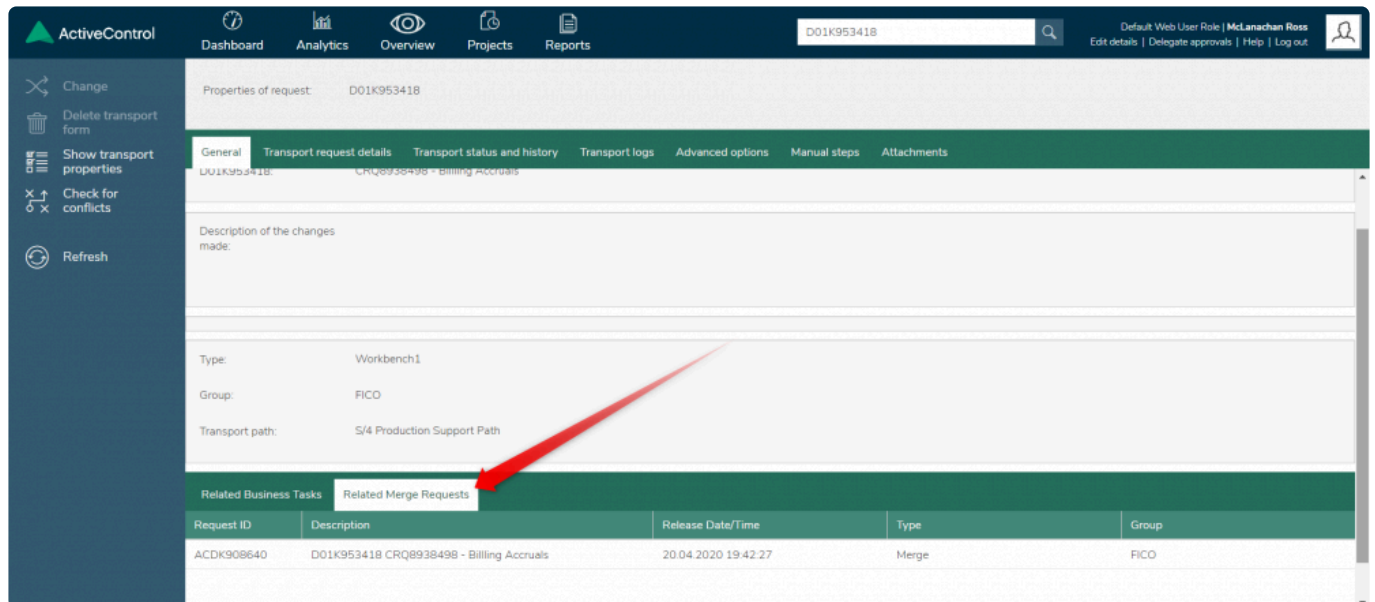 ActiveControl
Dashboard Analytics Overview Projects Reports
D01K953418
Default Web User Role | McLanachan Ross
Edit details | Delegate approvals | Help | Log out
Change
Delete transport
form
Show transport
properties
Check for
conflicts
Refresh
Properties of request: D01K953418
General Transport request details Transport status and history Transport logs Advanced options Manual steps Attachments
D01K953418: CRQ8938498 - Billing Accruals
Description of the changes
made:
Type: Workbench1
Group: FICO
Transport path: S/4 Production Support Path
Related Business Tasks Related Merge Requests
Request ID Description Release Date/Time Type Group
ACDK908640 D01K953418 CRQ8938498 - Billling Accruals 20.04.2020 19:42:27 Merge FICO